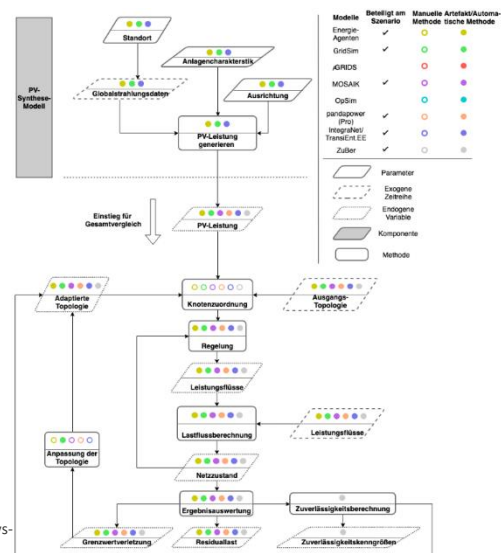 PV-
Synthese-
Modell
Standort
Anlagencharakterstik
Globalstrahlungsdaten
Ausrichtung
PV-Leistung
generieren
Einstieg für
Gesamtvergleich
PV-Leistung
Adaptierte
Topologie
Knotenzuordnung
Ausgangs-
Topologie
Regelung
Leistungsflüsse
Lastflussberechnung
Leistungsflüsse
Anpassung der
Topologie
Netzzustand
Ergebnisauswertung
Zuverlässigkeitsberechnung
Grenzwertverletzung
Residuallast
Zuverlässigkeitskenngrößen
Modelle
Beteiligt am
Szenario
Manuelle
Methode
Artefakt/Automa-
tische Methode
Energie-
Agenten
GridSim
MOSAIK
OpSim
pandapower
(Pro)
IntegraNet/
TransiEnt.EE
ZuBer
Parameter
Exogene
Zeitreihe
Endogene
Variable
Komponente
Methode